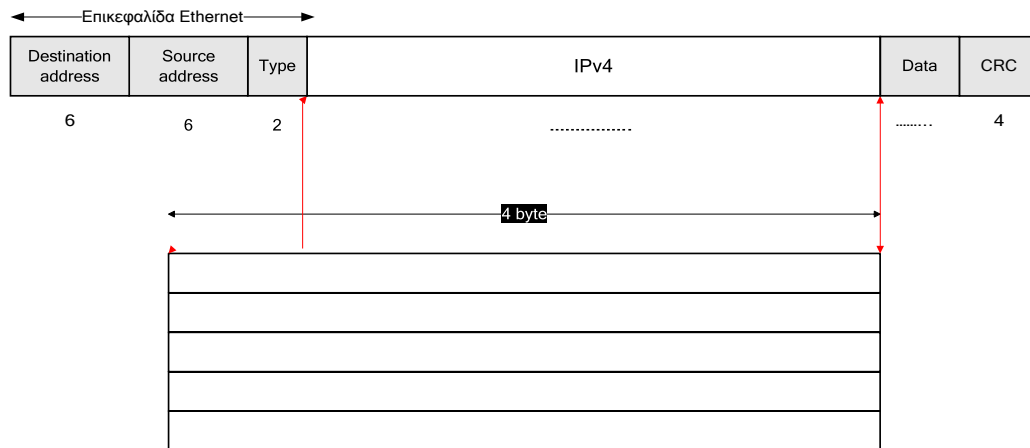 Επικεφαλίδα Ethernet
Destination address
Source address
Type
IPv4
Data
CRC
6
6
2
................
.........
4
4 byte